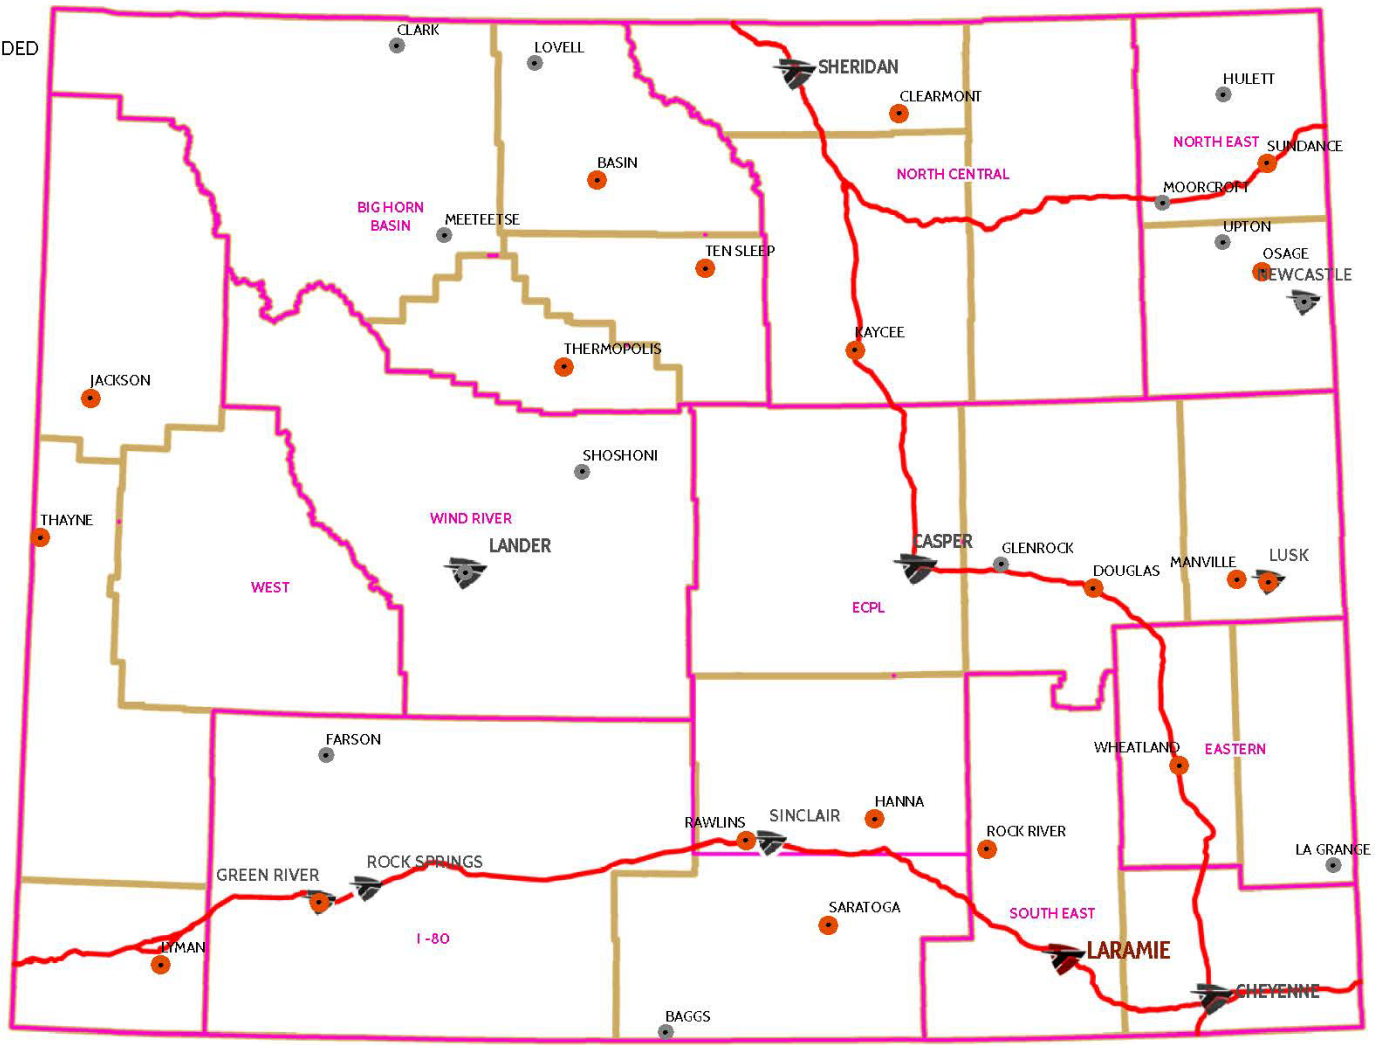 CLARK
DED
LOVELL
SHERIDAN
HULETT
CLEARMONT
NORTH EAST
SUNDANCE
BASIN
NORTH CENTRAL
MOORCROFT
BIG HORN
BASIN
MEETEETSE
UPTON
TEN SLEEP
OSAGE
NEWCASTLE
KAYCEE
THERMOPOLIS
JACKSON
SHOSHONI
THAYNE
WIND RIVER
LANDER
CASPER
GLENROCK
LUSK
MANVILLE
DOUGLAS
WEST
ECPL
FARSON
WHEATLAND
EASTERN
HANNA
SINCLAIR
RAWLINS
ROCK RIVER
LA GRANGE
ROCK SPRINGS
GREEN RIVER
SARATOGA
SOUTH EAST
I -80
LYMAN
LARAMIE
CHEYENNE
BAGGS